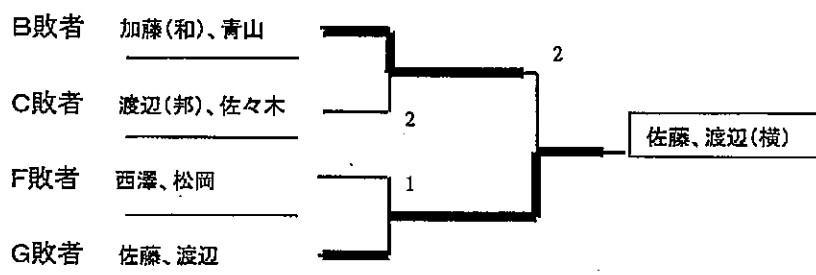 B敗者 加藤(和)、青山
2
C敗者 渡辺(邦)、佐々木
2
佐藤、渡辺(横)
F敗者 西澤、松岡
1
G敗者 佐藤、渡辺